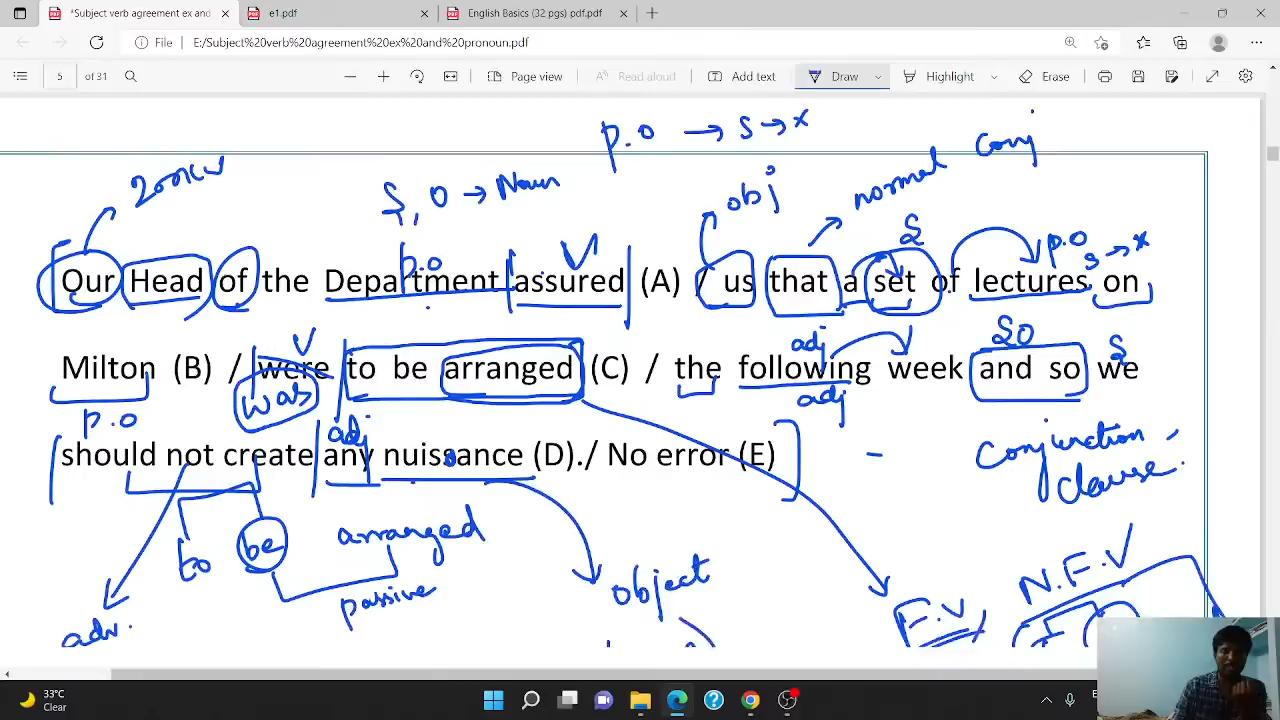 *Subject verb agreement ex and
e1.pdf
English Basics (32 pgs) pdf.pdf
File
E:/Subject%20verb%20agreement%20ex%20and%20pronoun.pdf
5 of 31
Page view
Read aloud
Add text
Draw
Highlight
Erase
p.o → S → x
normal conj
S, O → Noun
obj
S
p.o
p.o
S → x
V
Our Head of the Department assured (A) / us that a set of lectures on
V
adj
SO
S
Milton (B) / were to be arranged (C) / the following week and so we
was
p.o
adj
adj
conjunction
clause
should not create any nuissance (D)./ No error (E)
to
be
arranged
passive
object
adv.
N.F.V
F.V
33°C
Clear